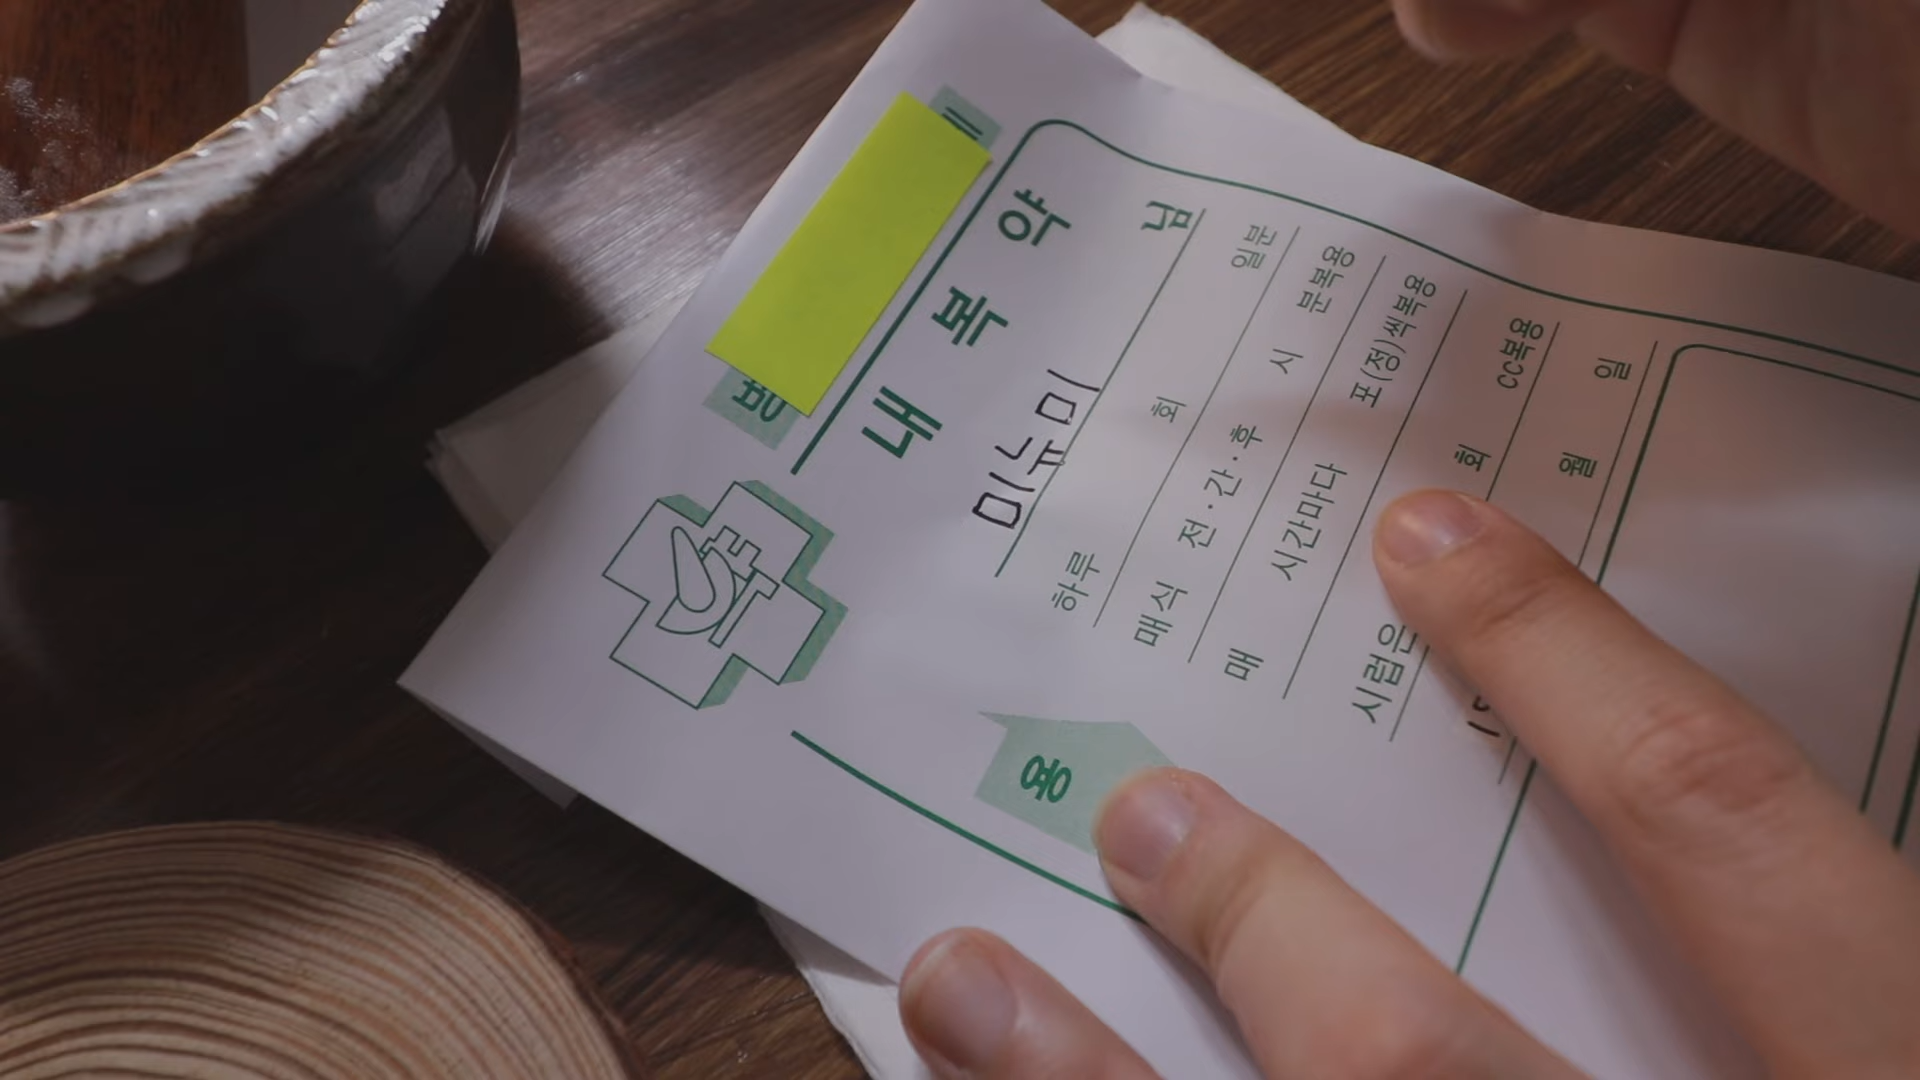 내복약
미뉴미 님
하루 회 일분
매식 전·간·후 시 분복용
매 시간마다 표(정)씩복용
시럽은 회 CC복용
월 일
용